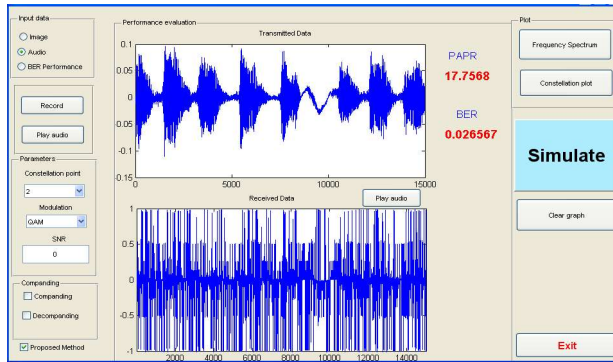 Input data
Image
Audio
BER Performance
Record
Play audio
Parameters
Constellation point
2
Modulation
QAM
SNR
0
Companding
Companding
Decompanding
Proposed Method
Performance evaluation
Transmitted Data
0.1
0.05
0
-0.05
-0.1
-0.15
0 5000 10000 15000
Received Data
Play audio
1
0.5
0
-0.5
-1
2000 4000 6000 8000 10000 12000 14000
PAPR
17.7568
BER
0.026567
Plot
Frequency Spectrum
Constellation plot
Simulate
Clear graph
Exit